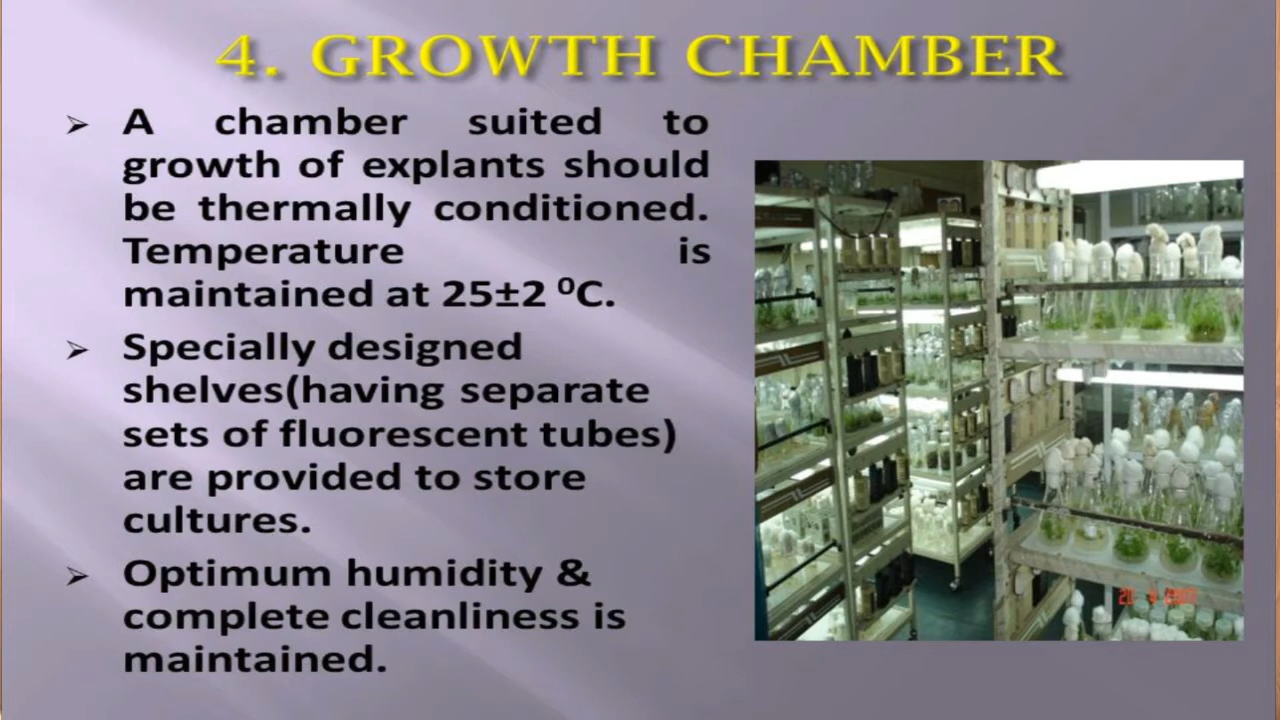 4. GROWTH CHAMBER
➢ A chamber suited to
growth of explants should
be thermally conditioned.
Temperature is
maintained at 25±2 ⁰C.
➢ Specially designed
shelves(having separate
sets of fluorescent tubes)
are provided to store
cultures.
➢ Optimum humidity &
complete cleanliness is
maintained.